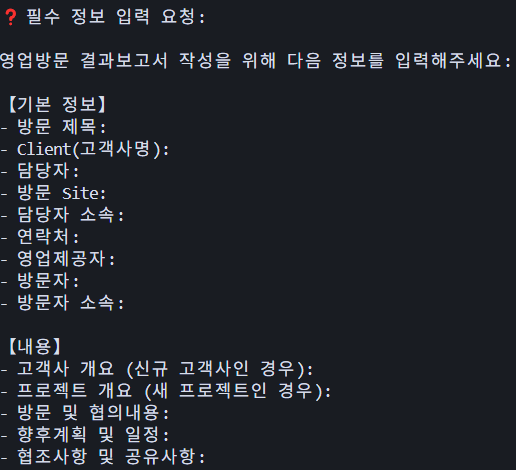 ❓ 필수 정보 입력 요청:
영업방문 결과보고서 작성을 위해 다음 정보를 입력해주세요:
【기본 정보】
- 방문 제목:
- Client(고객사명):
- 담당자:
- 방문 Site:
- 담당자 소속:
- 연락처:
- 영업제공자:
- 방문자:
- 방문자 소속:
【내용】
- 고객사 개요 (신규 고객사인 경우):
- 프로젝트 개요 (새 프로젝트인 경우):
- 방문 및 협의내용:
- 향후계획 및 일정:
- 협조사항 및 공유사항: